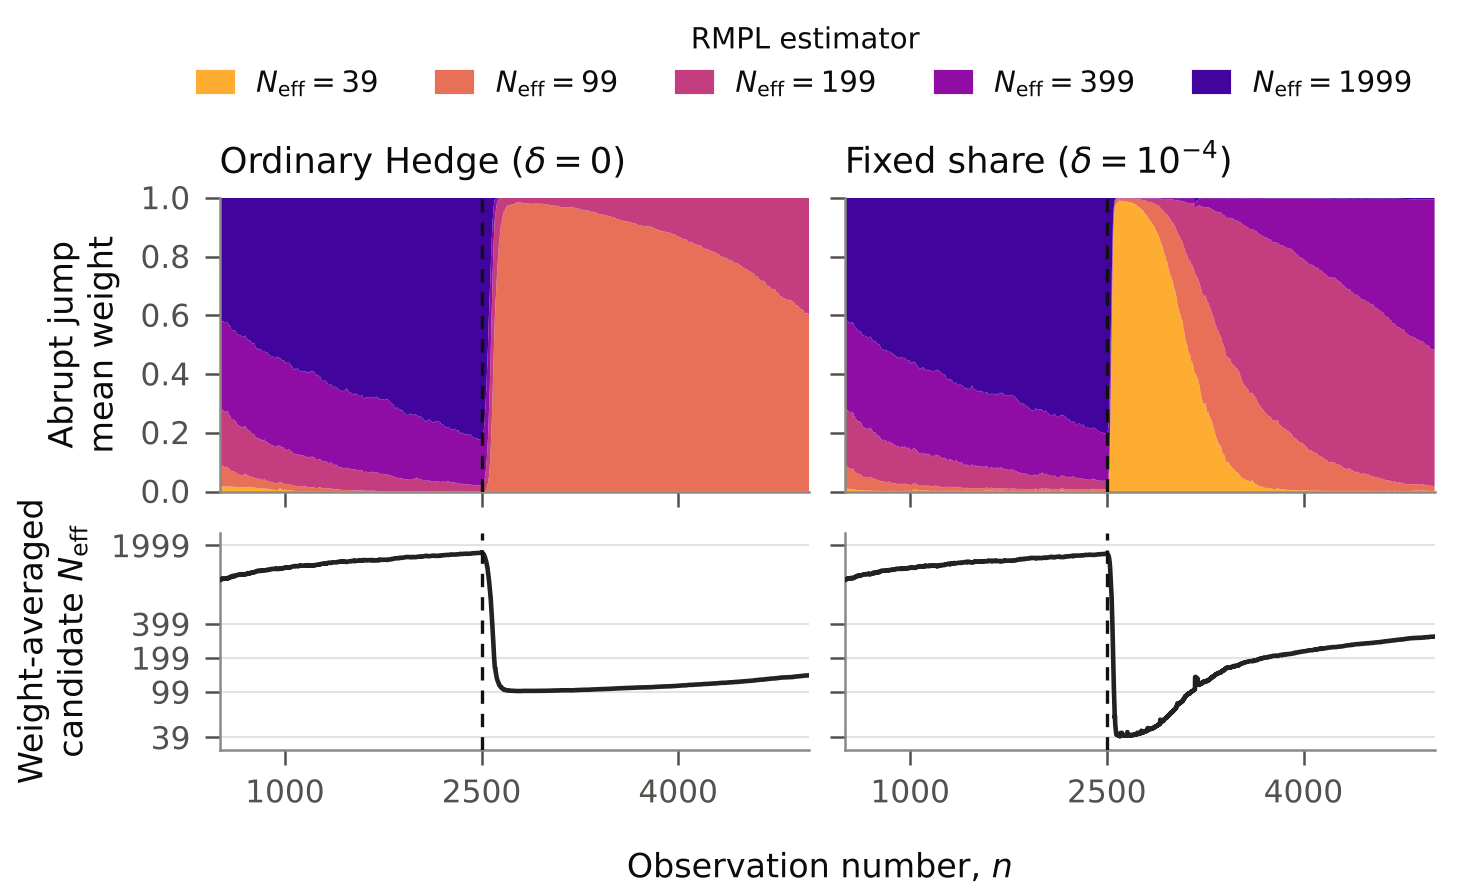 RMPL estimator
N_eff = 39 N_eff = 99 N_eff = 199 N_eff = 399 N_eff = 1999
Ordinary Hedge (δ = 0)
Fixed share (δ = 10⁻⁴)
Abrupt jump
mean weight
1.0
0.8
0.6
0.4
0.2
0.0
Weight-averaged
candidate N_eff
1999
399
199
99
39
1000 2500 4000
1000 2500 4000
Observation number, n